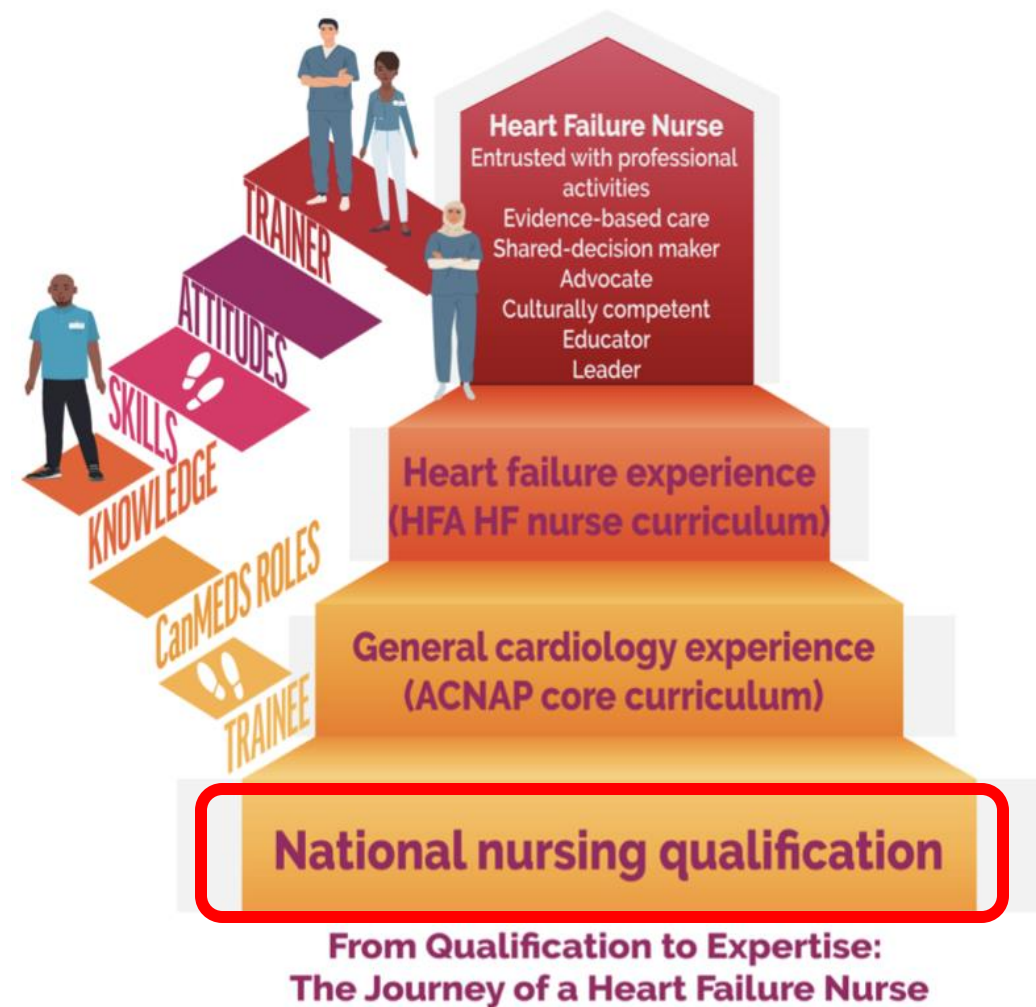 Heart Failure Nurse
Entrusted with professional
activities
Evidence-based care
Shared-decision maker
Advocate
Culturally competent
Educator
Leader
TRAINER
ATTITUDES
SKILLS
KNOWLEDGE
CanMEDS ROLES
TRAINEE
Heart failure experience
(HFA HF nurse curriculum)
General cardiology experience
(ACNAP core curriculum)
National nursing qualification
From Qualification to Expertise:
The Journey of a Heart Failure Nurse